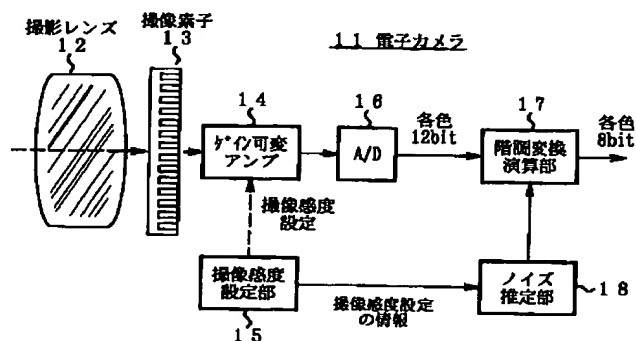 撮影レンズ
１２
撮像素子
１３
１１ 電子カメラ
１４
ゲイン可変
アンプ
１６
A/D
各色
12bit
１７
階調変換
演算部
各色
8bit
撮像感度
設定
撮像感度
設定部
１５
撮像感度設定
の情報
ノイズ
推定部
１８